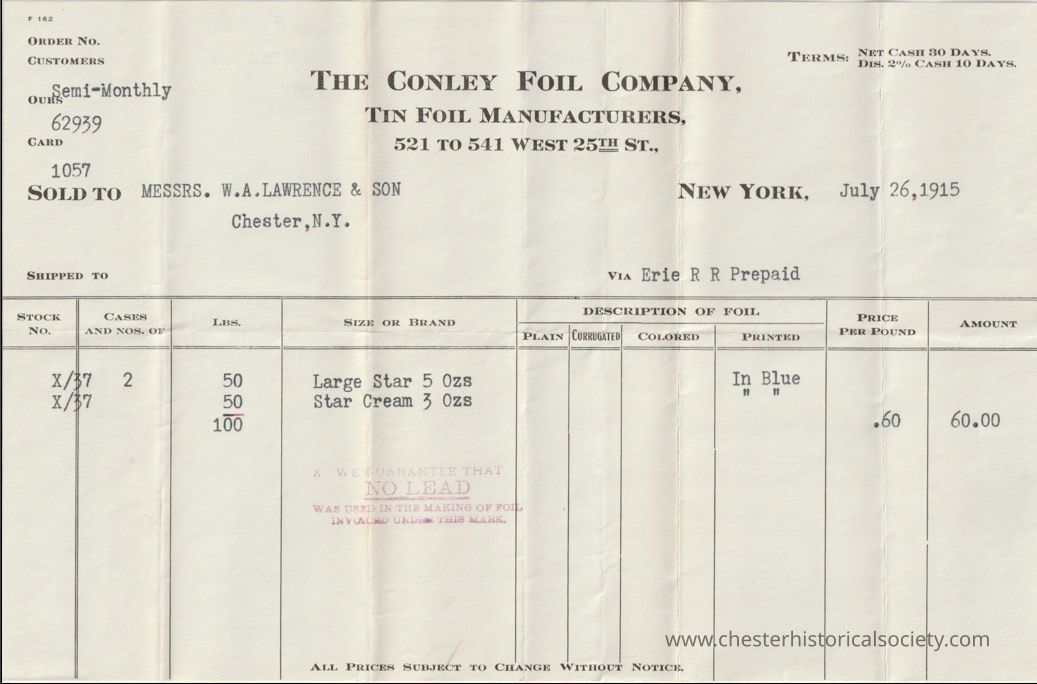 F 162
ORDER NO.
CUSTOMERS
Semi-Monthly
OURS
62939
CARD
1057
TERMS: NET CASH 30 DAYS.
DIS. 2% CASH 10 DAYS.
THE CONLEY FOIL COMPANY,
TIN FOIL MANUFACTURERS,
521 TO 541 WEST 25TH ST.,
SOLD TO MESSRS. W.A.LAWRENCE & SON
Chester,N.Y.
NEW YORK, July 26,1915
SHIPPED TO
VIA Erie R R Prepaid
STOCK NO. CASES AND NOS. OF LBS. SIZE OR BRAND DESCRIPTION OF FOIL PRICE PER POUND AMOUNT
PLAIN CORRUGATED COLORED PRINTED
X/37 2 50 Large Star 5 Ozs In Blue
X/37 50 Star Cream 3 Ozs " "
100 .60 60.00
X WE GUARANTEE THAT
NO LEAD
WAS USED IN THE MAKING OF FOIL
INVOICED UNDER THIS MARK.
www.chesterhistoricalsociety.com
ALL PRICES SUBJECT TO CHANGE WITHOUT NOTICE.